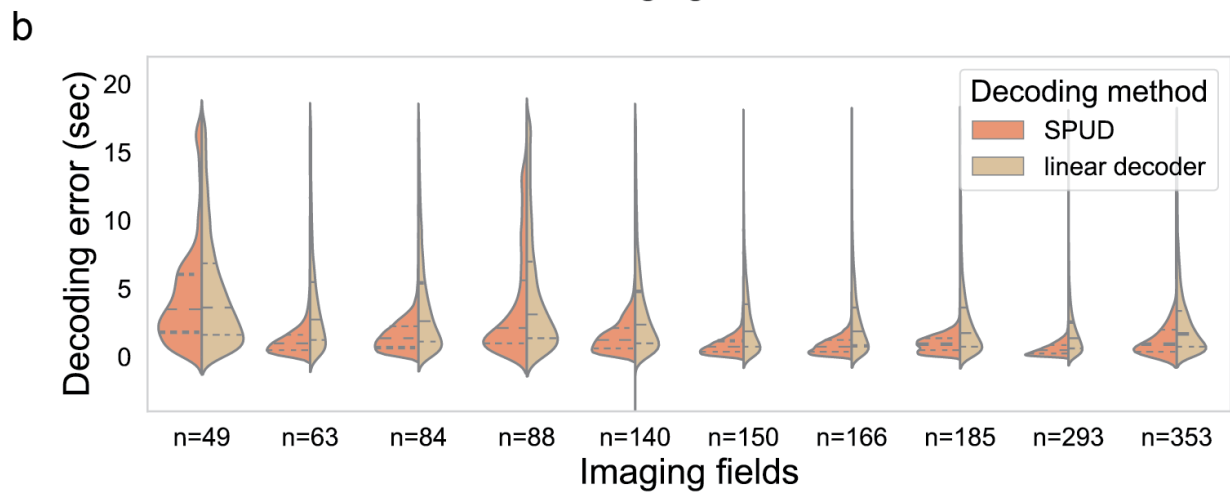 b
Decoding error (sec)
20
15
10
5
0
Decoding method
SPUD
linear decoder
n=49 n=63 n=84 n=88 n=140 n=150 n=166 n=185 n=293 n=353
Imaging fields